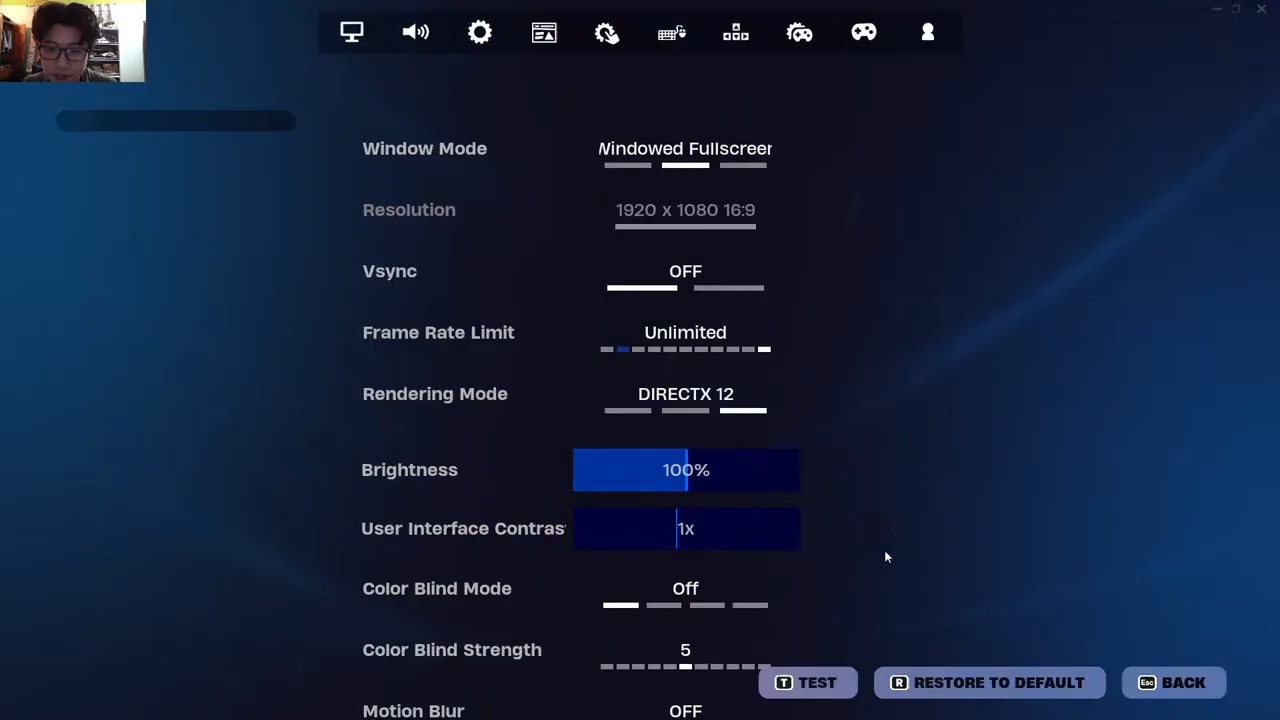 Window Mode Windowed Fullscreen
Resolution 1920 x 1080 16:9
Vsync OFF
Frame Rate Limit Unlimited
Rendering Mode DIRECTX 12
Brightness 100%
User Interface Contras 1x
Color Blind Mode Off
Color Blind Strength 5
Motion Blur OFF
T TEST R RESTORE TO DEFAULT Esc BACK